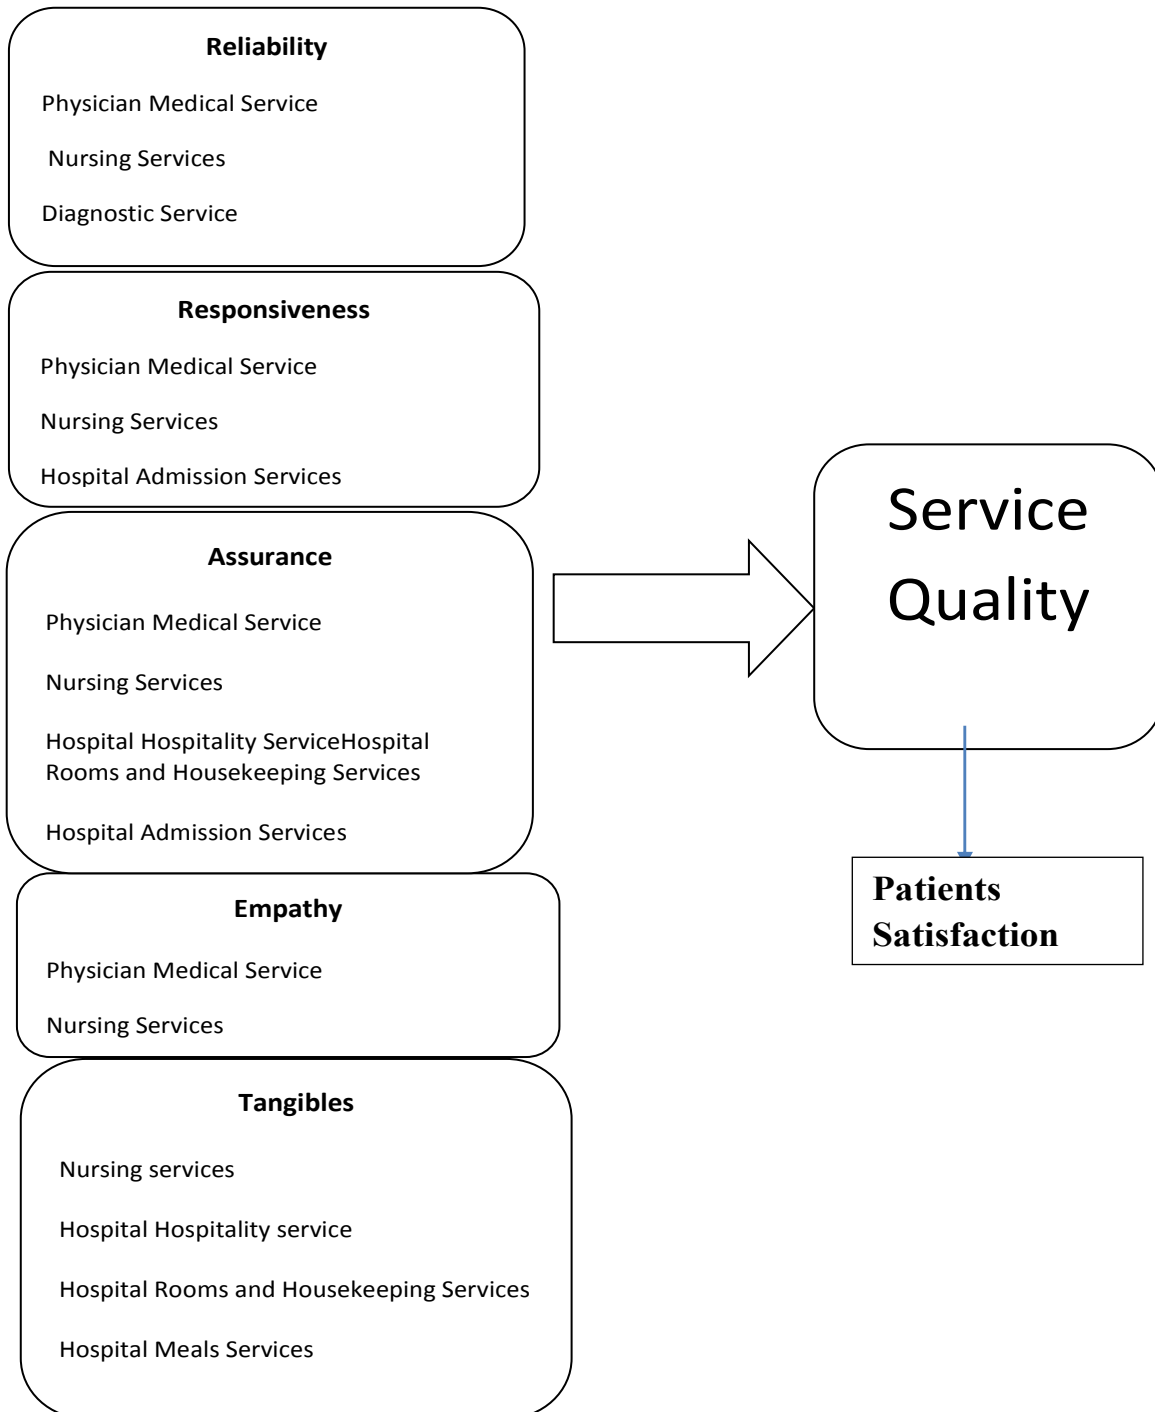 Reliability
Physician Medical Service
Nursing Services
Diagnostic Service
Responsiveness
Physician Medical Service
Nursing Services
Hospital Admission Services
Assurance
Physician Medical Service
Nursing Services
Hospital Hospitality ServiceHospital
Rooms and Housekeeping Services
Hospital Admission Services
Empathy
Physician Medical Service
Nursing Services
Tangibles
Nursing services
Hospital Hospitality service
Hospital Rooms and Housekeeping Services
Hospital Meals Services
Service
Quality
Patients
Satisfaction